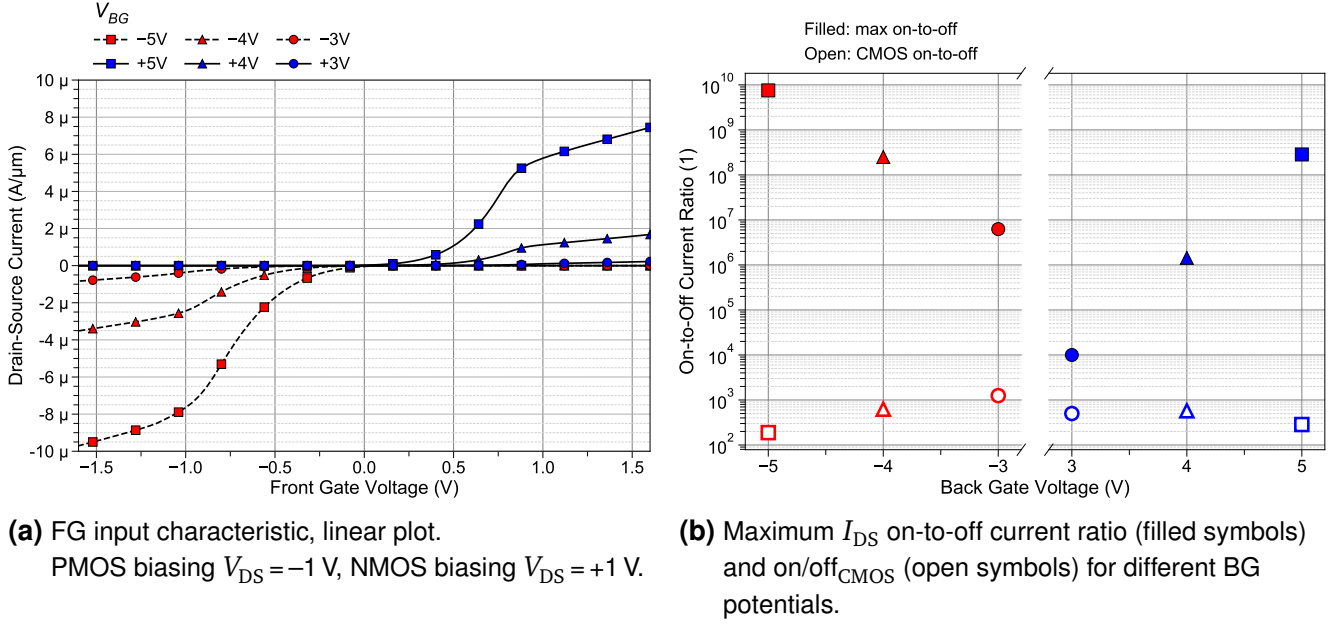 V_BG
−5V −4V −3V
+5V +4V +3V
10 µ
8 µ
6 µ
4 µ
2 µ
0
-2 µ
-4 µ
-6 µ
-8 µ
-10 µ
Drain-Source Current (A/µm)
−1.5 −1.0 −0.5 0.0 0.5 1.0 1.5
Front Gate Voltage (V)
(a) FG input characteristic, linear plot.
PMOS biasing V_DS = −1 V, NMOS biasing V_DS = +1 V.
Filled: max on-to-off
Open: CMOS on-to-off
10^10
10^9
10^8
10^7
10^6
10^5
10^4
10^3
10^2
On-to-Off Current Ratio (1)
−5 −4 −3 3 4 5
Back Gate Voltage (V)
(b) Maximum I_DS on-to-off current ratio (filled symbols)
and on/off_CMOS (open symbols) for different BG
potentials.